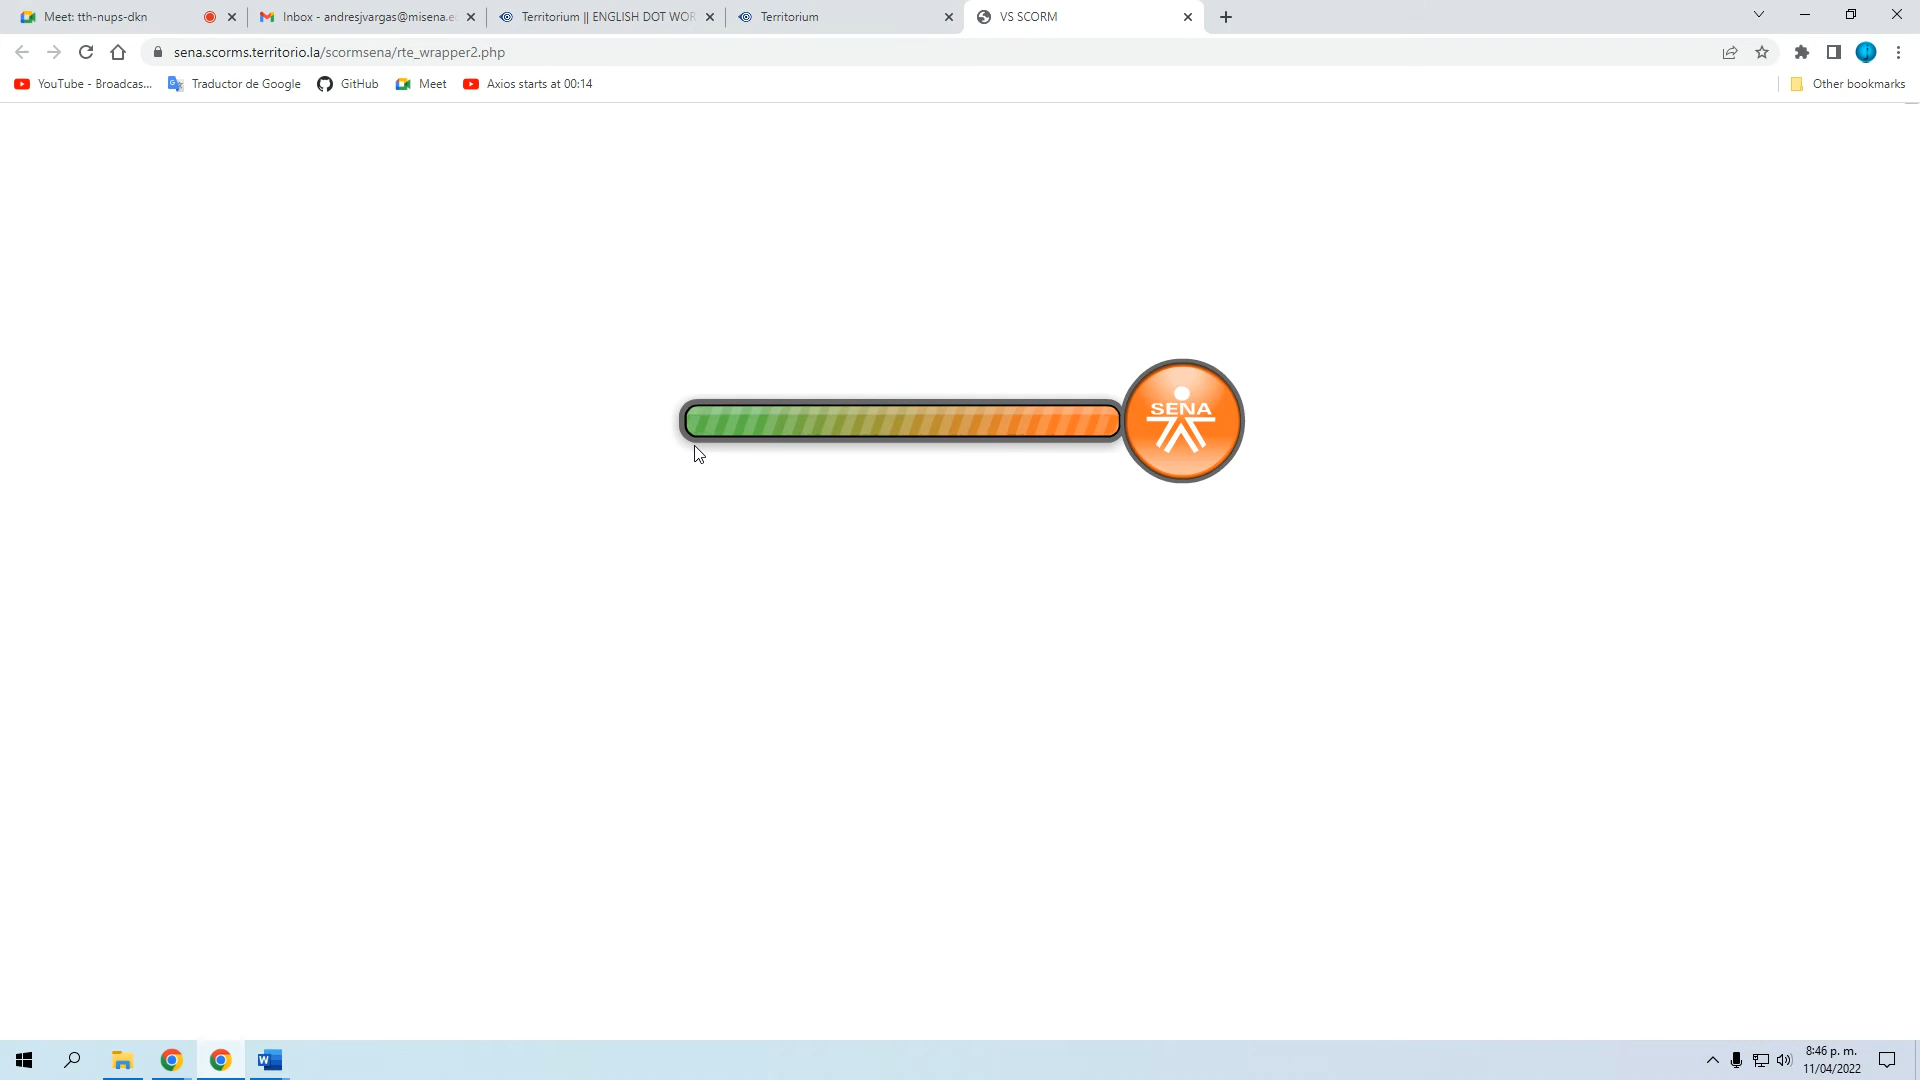 Meet: tth-nups-dkn
Inbox - andresjvargas@misena.e
Territorium || ENGLISH DOT WOR
Territorium
VS SCORM
sena.scorms.territorio.la/scormsena/rte_wrapper2.php
YouTube - Broadcas...
Traductor de Google
GitHub
Meet
Axios starts at 00:14
Other bookmarks
SENA
8:46 p. m.
11/04/2022